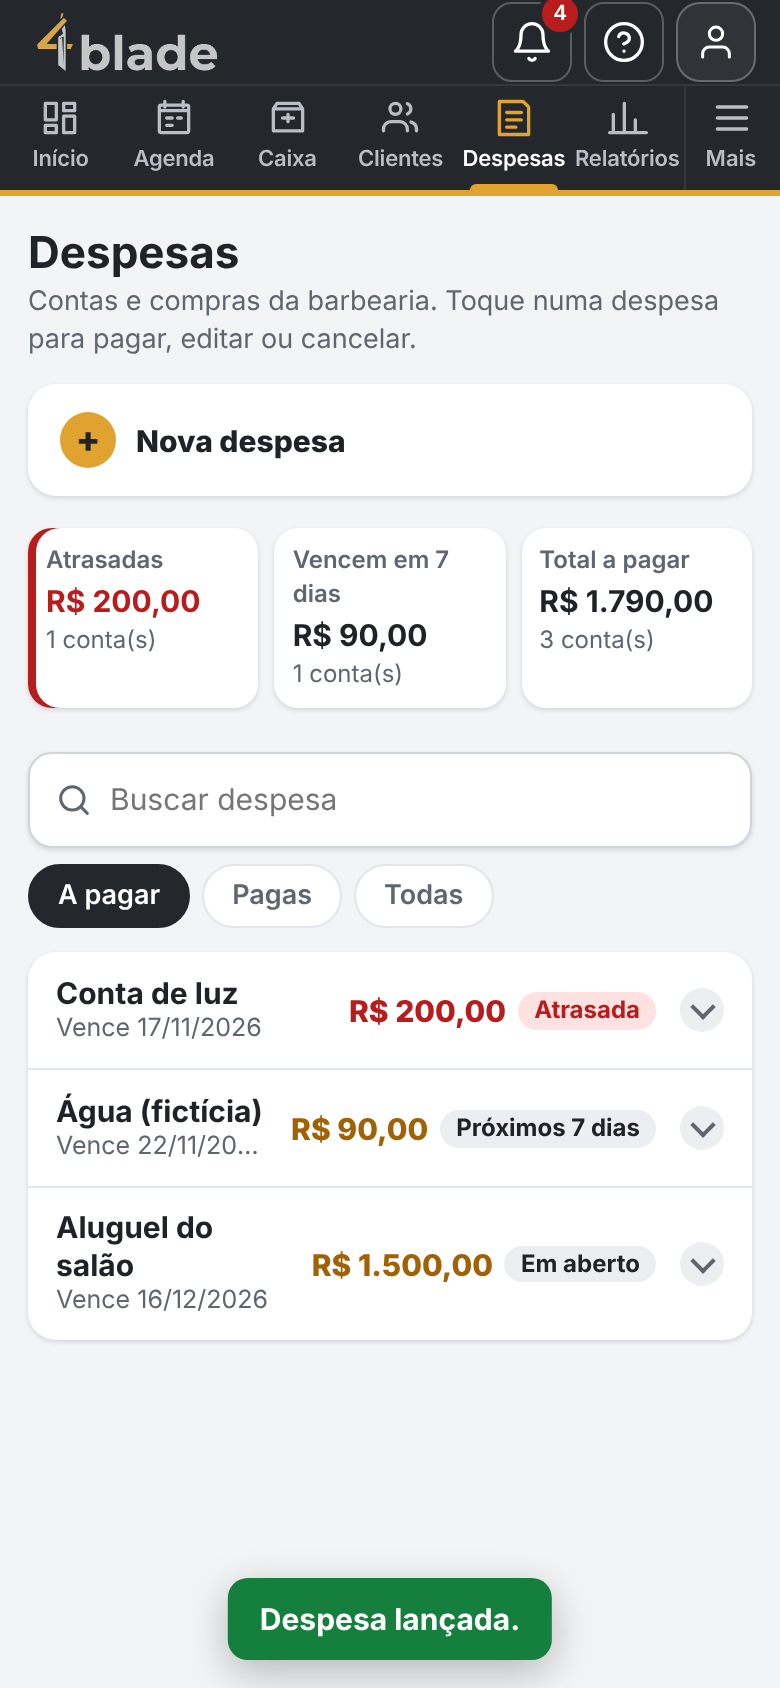 4blade
4
Início
Agenda
Caixa
Clientes
Despesas
Relatórios
Mais
Despesas
Contas e compras da barbearia. Toque numa despesa
para pagar, editar ou cancelar.
+ Nova despesa
Atrasadas
R$ 200,00
1 conta(s)
Vencem em 7
dias
R$ 90,00
1 conta(s)
Total a pagar
R$ 1.790,00
3 conta(s)
Buscar despesa
A pagar
Pagas
Todas
Conta de luz
Vence 17/11/2026
R$ 200,00
Atrasada
Água (fictícia)
Vence 22/11/20...
R$ 90,00
Próximos 7 dias
Aluguel do
salão
Vence 16/12/2026
R$ 1.500,00
Em aberto
Despesa lançada.